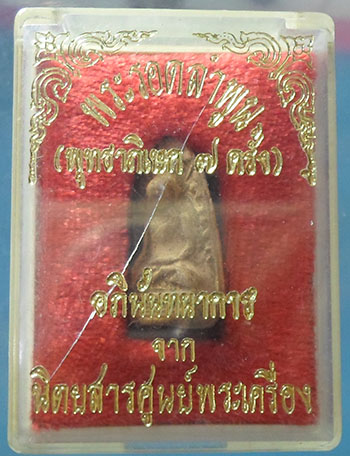 พระรอดลำพูน
(พุทธาภิเษก ๗ ครั้ง)
อภินันทนาการ
จาก
นิตยสารศูนย์พระเครื่อง